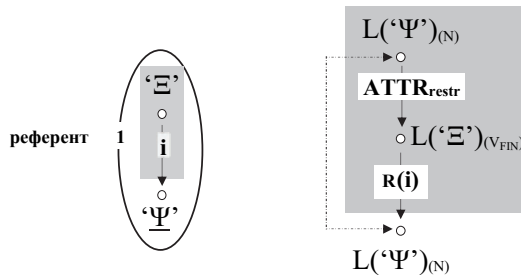 ‘Ξ’
референт 1 i
‘Ψ’
L(‘Ψ’)(N)
ATTRrestr
L(‘Ξ’)(VFIN)
R(i)
L(‘Ψ’)(N)